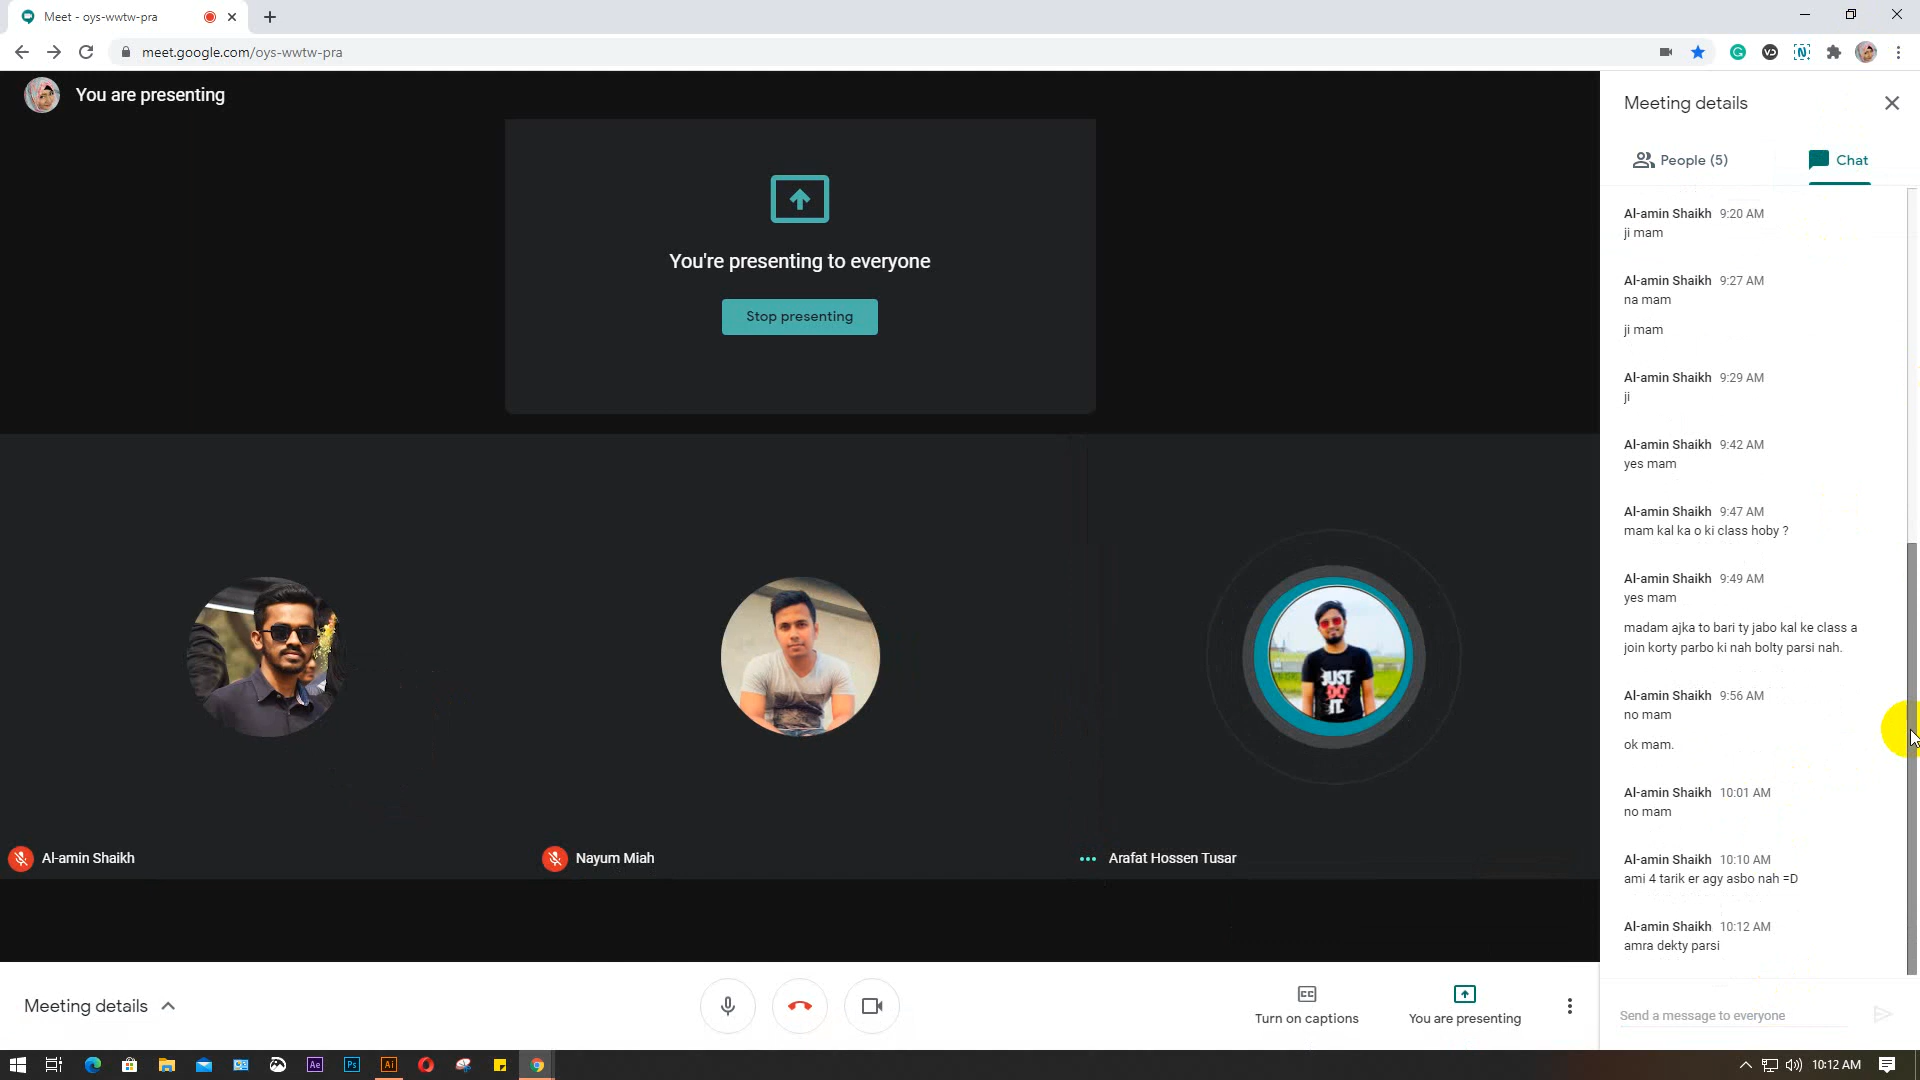 Meet - oys-wwtw-pra
meet.google.com/oys-wwtw-pra
You are presenting
You're presenting to everyone
Stop presenting
JUST
DO
IT.
Al-amin Shaikh
Nayum Miah
Arafat Hossen Tusar
Meeting details
People (5)
Chat
Al-amin Shaikh 9:20 AM
ji mam
Al-amin Shaikh 9:27 AM
na mam
ji mam
Al-amin Shaikh 9:29 AM
ji
Al-amin Shaikh 9:42 AM
yes mam
Al-amin Shaikh 9:47 AM
mam kal ka o ki class hoby ?
Al-amin Shaikh 9:49 AM
yes mam
madam ajka to bari ty jabo kal ke class a
join korty parbo ki nah bolty parsi nah.
Al-amin Shaikh 9:56 AM
no mam
ok mam.
Al-amin Shaikh 10:01 AM
no mam
Al-amin Shaikh 10:10 AM
ami 4 tarik er agy asbo nah =D
Al-amin Shaikh 10:12 AM
amra dekty parsi
Send a message to everyone
Meeting details
CC
Turn on captions
You are presenting
Ae
Ps
Ai
10:12 AM